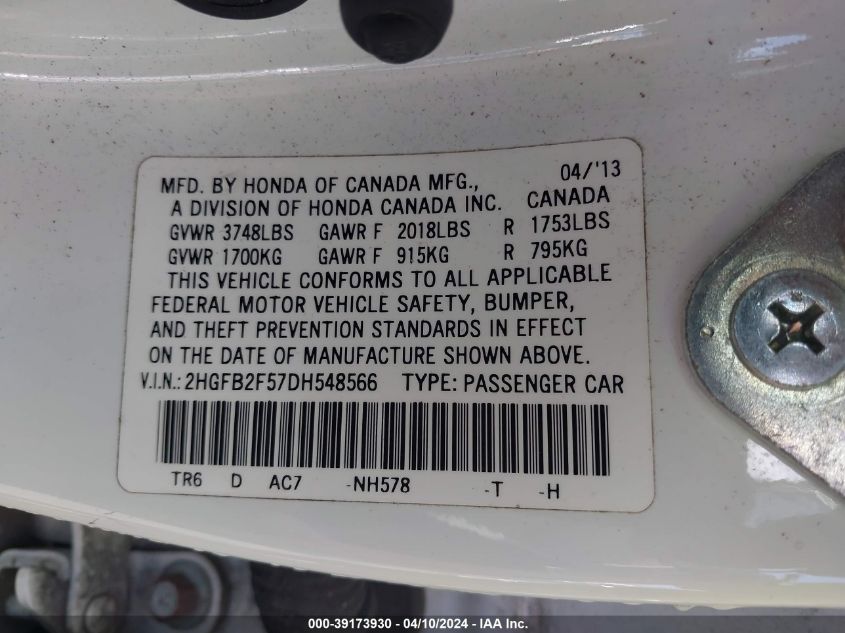 MFD. BY HONDA OF CANADA MFG., 04/'13
A DIVISION OF HONDA CANADA INC. CANADA
GVWR 3748LBS GAWR F 2018LBS R 1753LBS
GVWR 1700KG GAWR F 915KG R 795KG
THIS VEHICLE CONFORMS TO ALL APPLICABLE
FEDERAL MOTOR VEHICLE SAFETY, BUMPER,
AND THEFT PREVENTION STANDARDS IN EFFECT
ON THE DATE OF MANUFACTURE SHOWN ABOVE.
V.I.N.: 2HGFB2F57DH548566 TYPE: PASSENGER CAR
TR6 D AC7 -NH578 -T -H
000-39173930 - 04/10/2024 - IAA Inc.